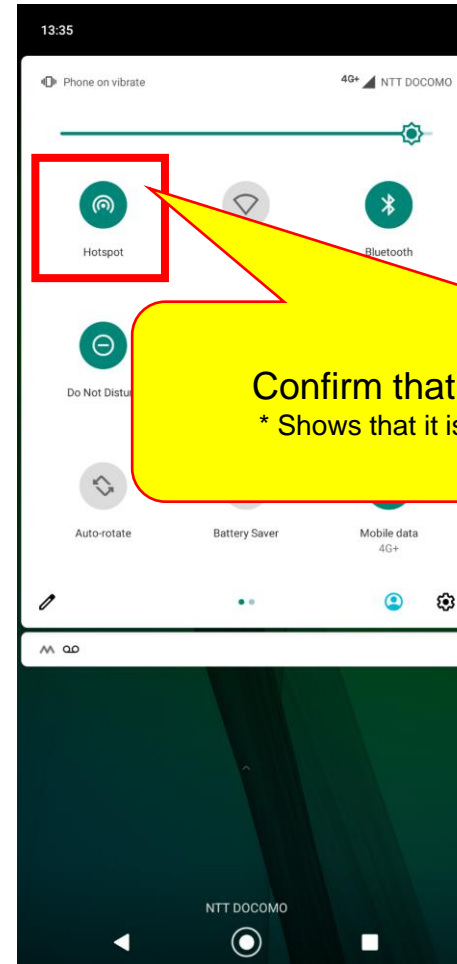 13:35
Phone on vibrate
4G+ NTT DOCOMO
Hotspot
Bluetooth
Confirm that
Do Not Distu
* Shows that it is
Auto-rotate
Battery Saver
Mobile data
4G+
NTT DOCOMO